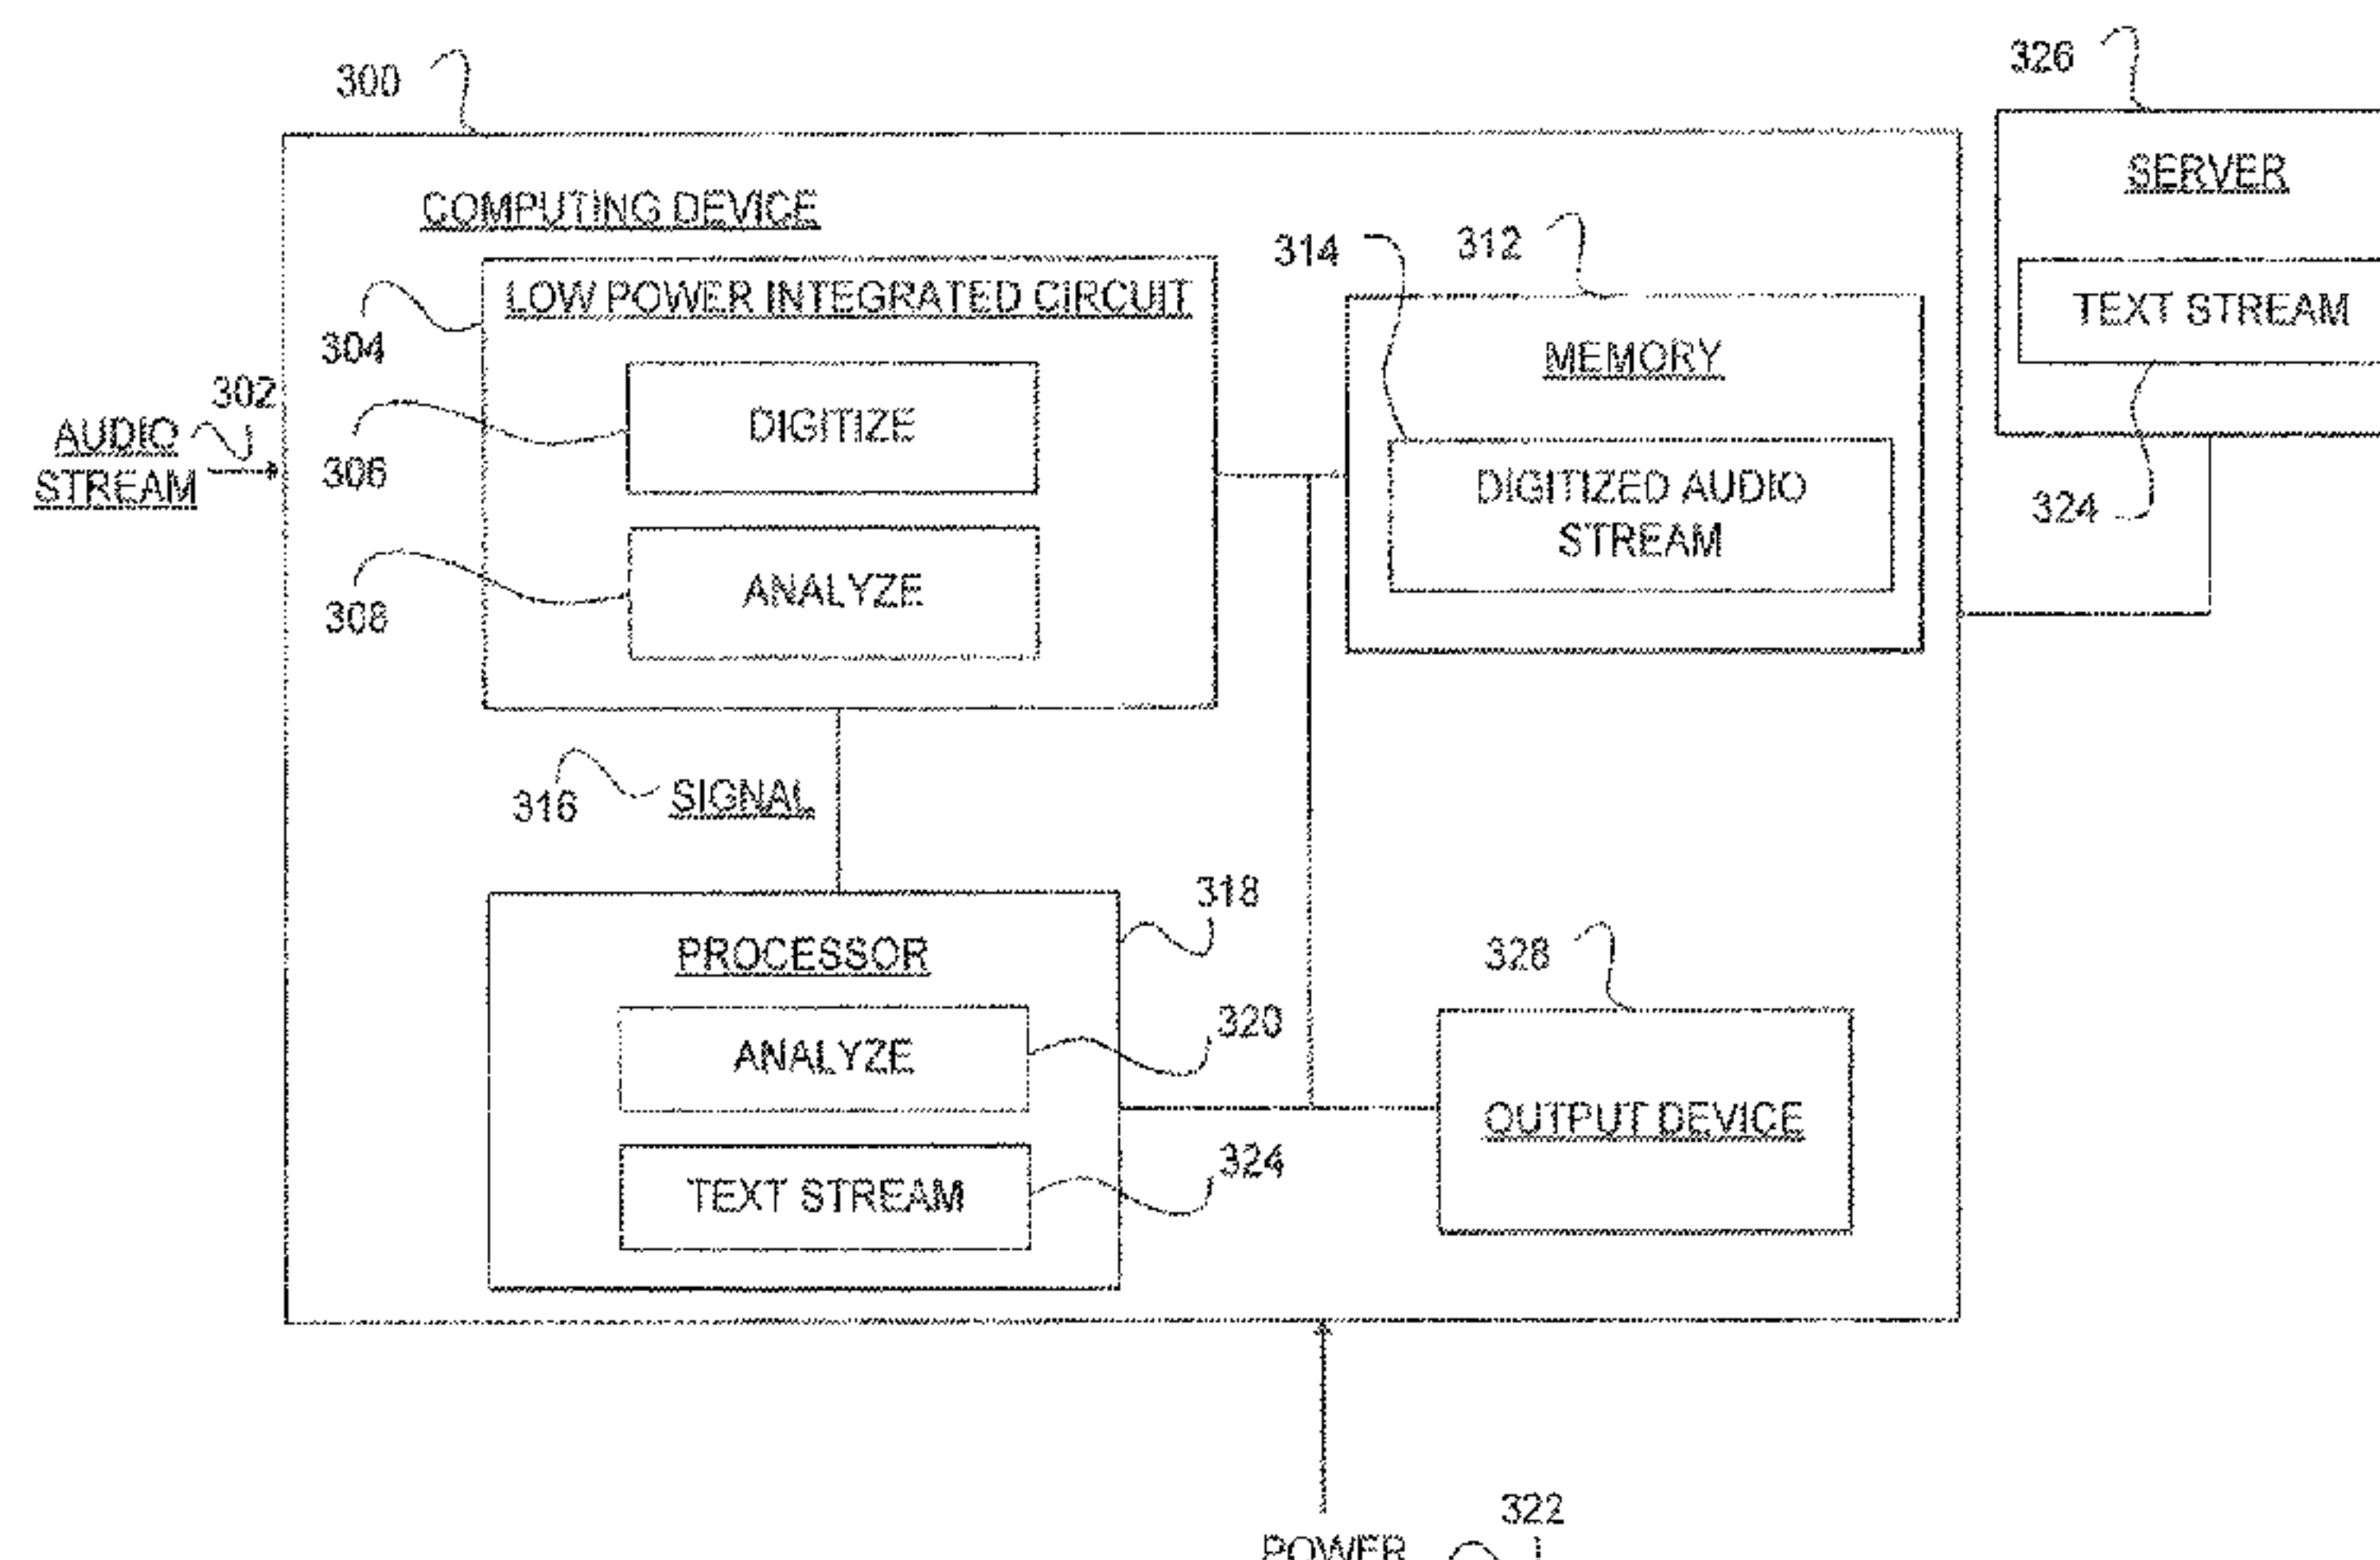 300
326
COMPUTING DEVICE
SERVER
LOW POWER INTEGRATED CIRCUIT
314
312
TEXT STREAM
304
MEMORY
302
AUDIO
STREAM
DIGITIZE
306
DIGITIZED AUDIO
STREAM
324
ANALYZE
308
316
SIGNAL
318
PROCESSOR
328
320
ANALYZE
OUTPUT DEVICE
324
TEXT STREAM
322
POWER